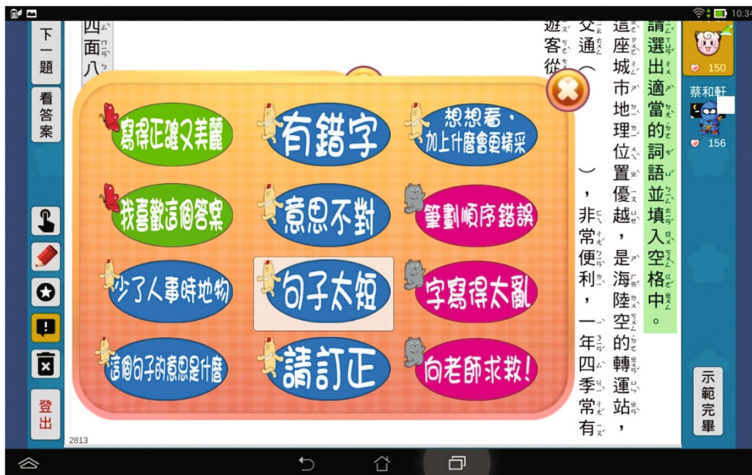 10:34
下一題
看答案
登出
四面八
寫得正確又美麗
有錯字
想想看，
加上什麼會更精采
我喜歡這個答案
意思不對
筆劃順序錯誤
少了人事時地物
句子太短
字寫得太亂
這個句子的意思是什麼
請訂正
向老師求救!
請選出適當的詞語並填入空格中。
這座城市地理位置優越，是海陸空的轉運站，
交通（ ），非常便利，一年四季常有
遊客從
150
蔡和軒
156
示範完畢
2813